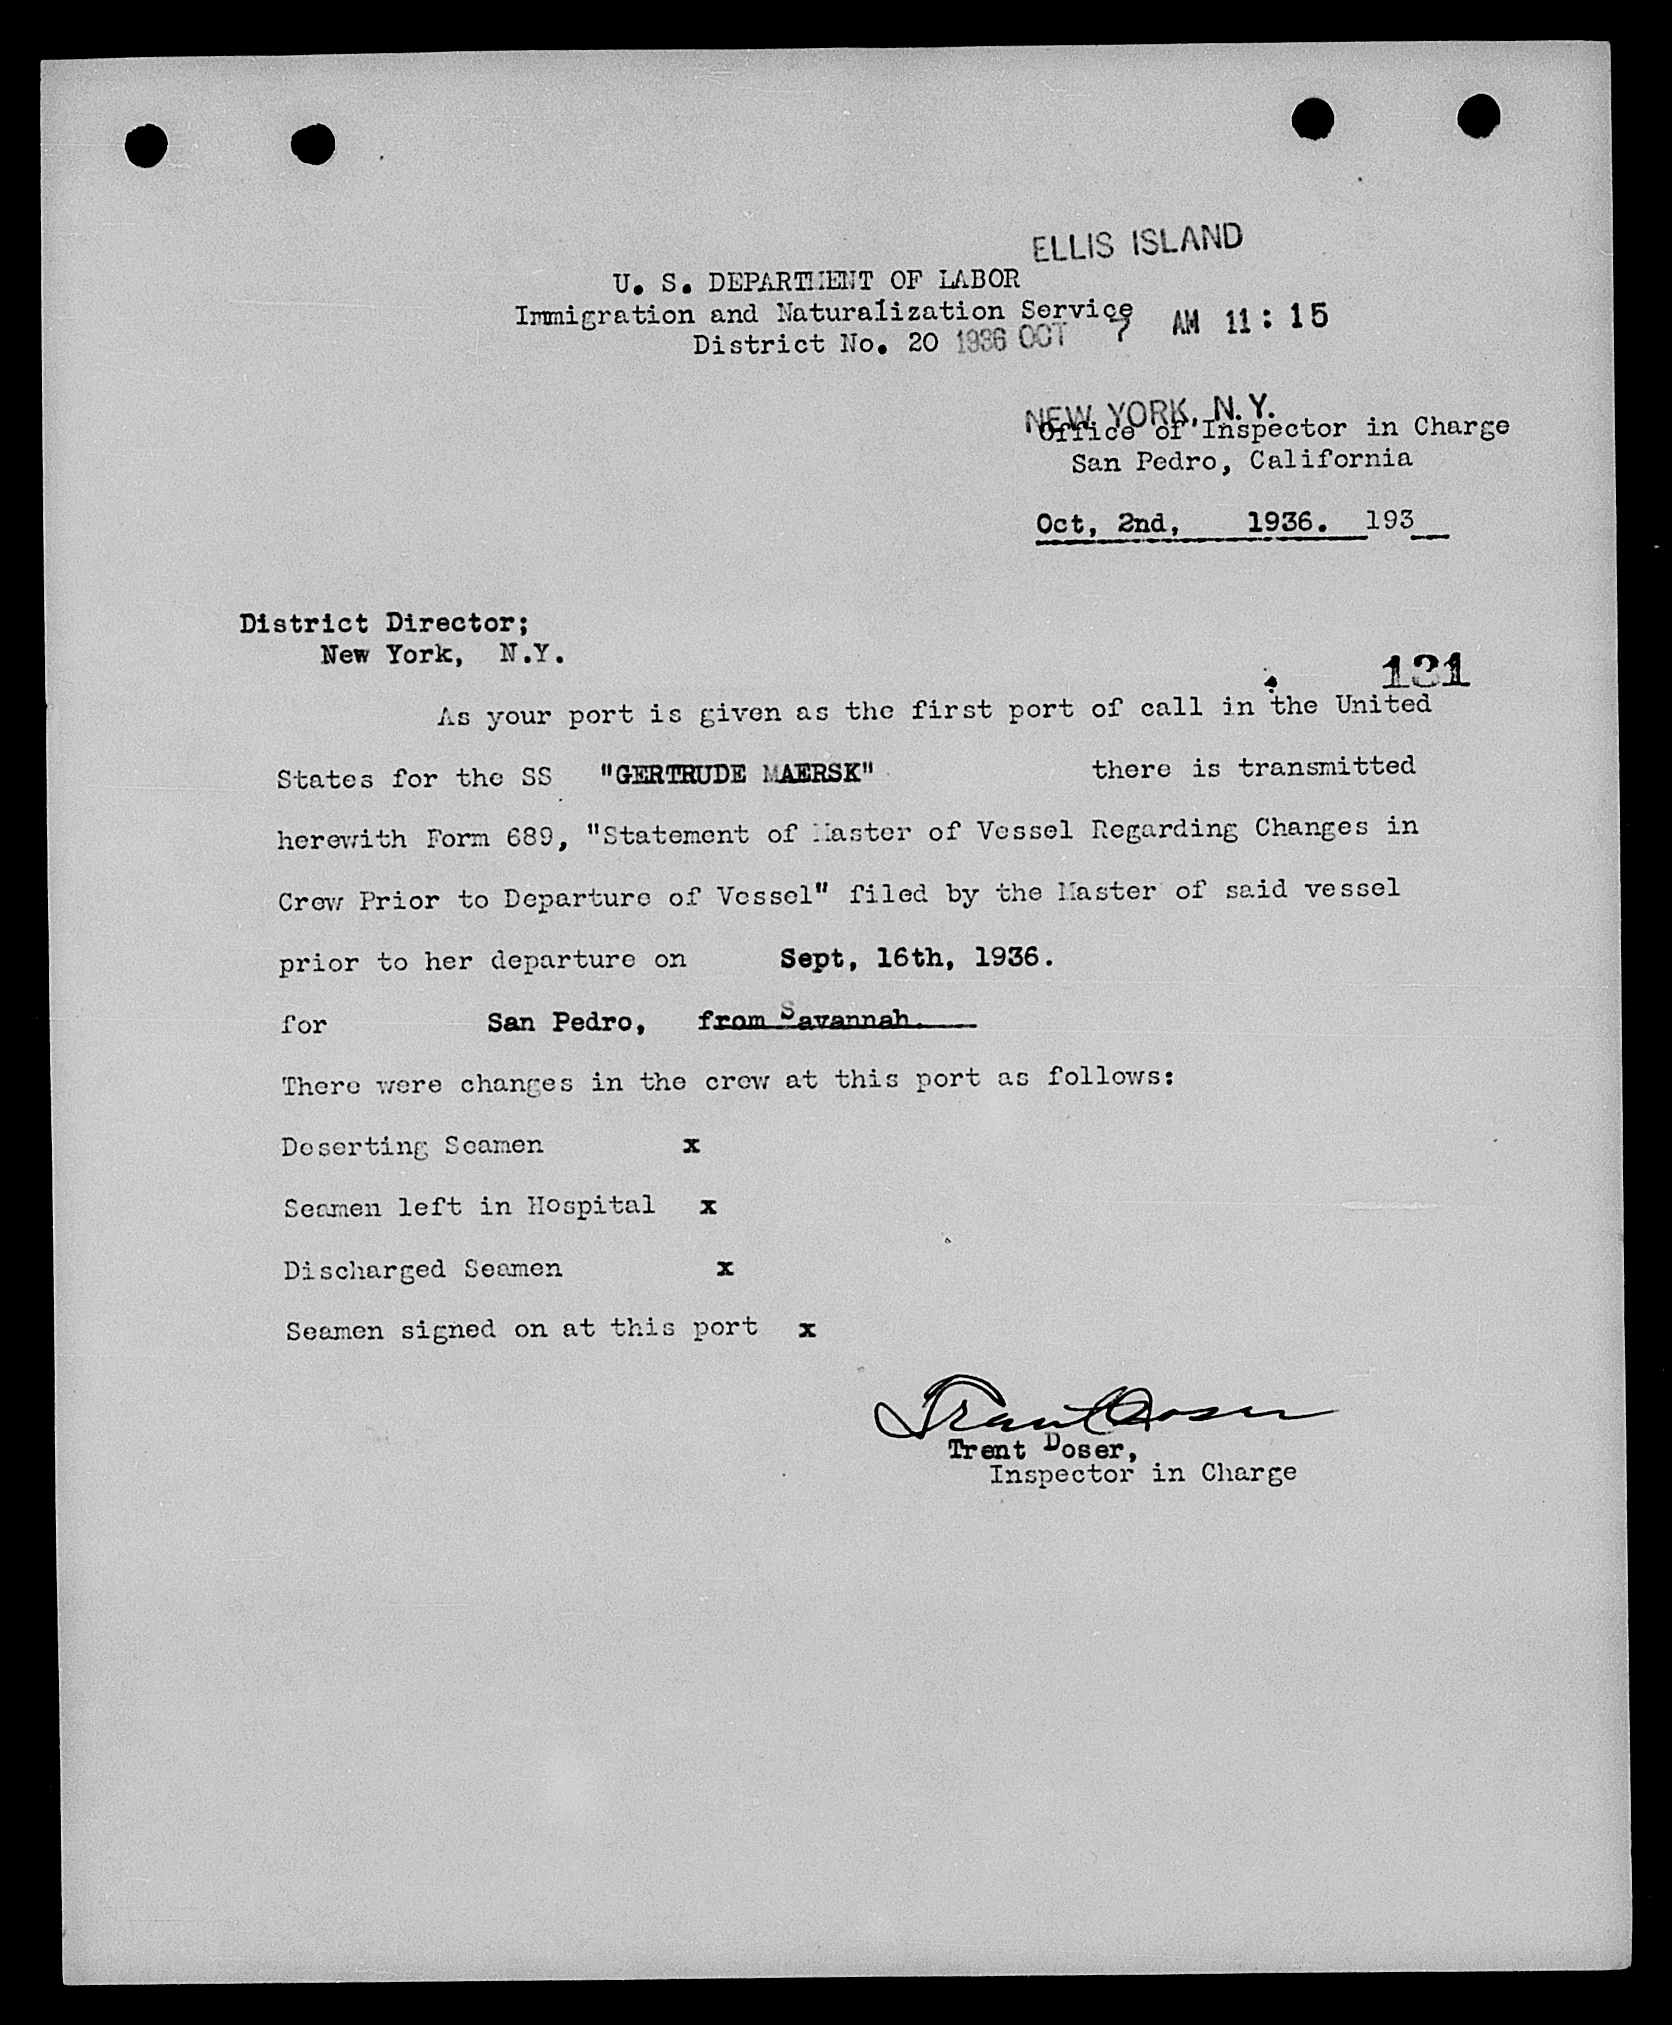 ELLIS ISLAND
U. S. DEPARTMENT OF LABOR
Immigration and Naturalization Service
District No. 20
1936 OCT 7 AM 11:15
NEW YORK, N.Y.
Office of Inspector in Charge
San Pedro, California
Oct, 2nd, 1936. 193__
District Director;
New York, N.Y.
131
As your port is given as the first port of call in the United
States for the SS "GERTRUDE MAERSK" there is transmitted
herewith Form 689, "Statement of Master of Vessel Regarding Changes in
Crew Prior to Departure of Vessel" filed by the Master of said vessel
prior to her departure on Sept, 16th, 1936.
for San Pedro, from Savannah.
There were changes in the crew at this port as follows:
Deserting Seamen x
Seamen left in Hospital x
Discharged Seamen x
Seamen signed on at this port x
Trent Doser
Trent Doser,
Inspector in Charge